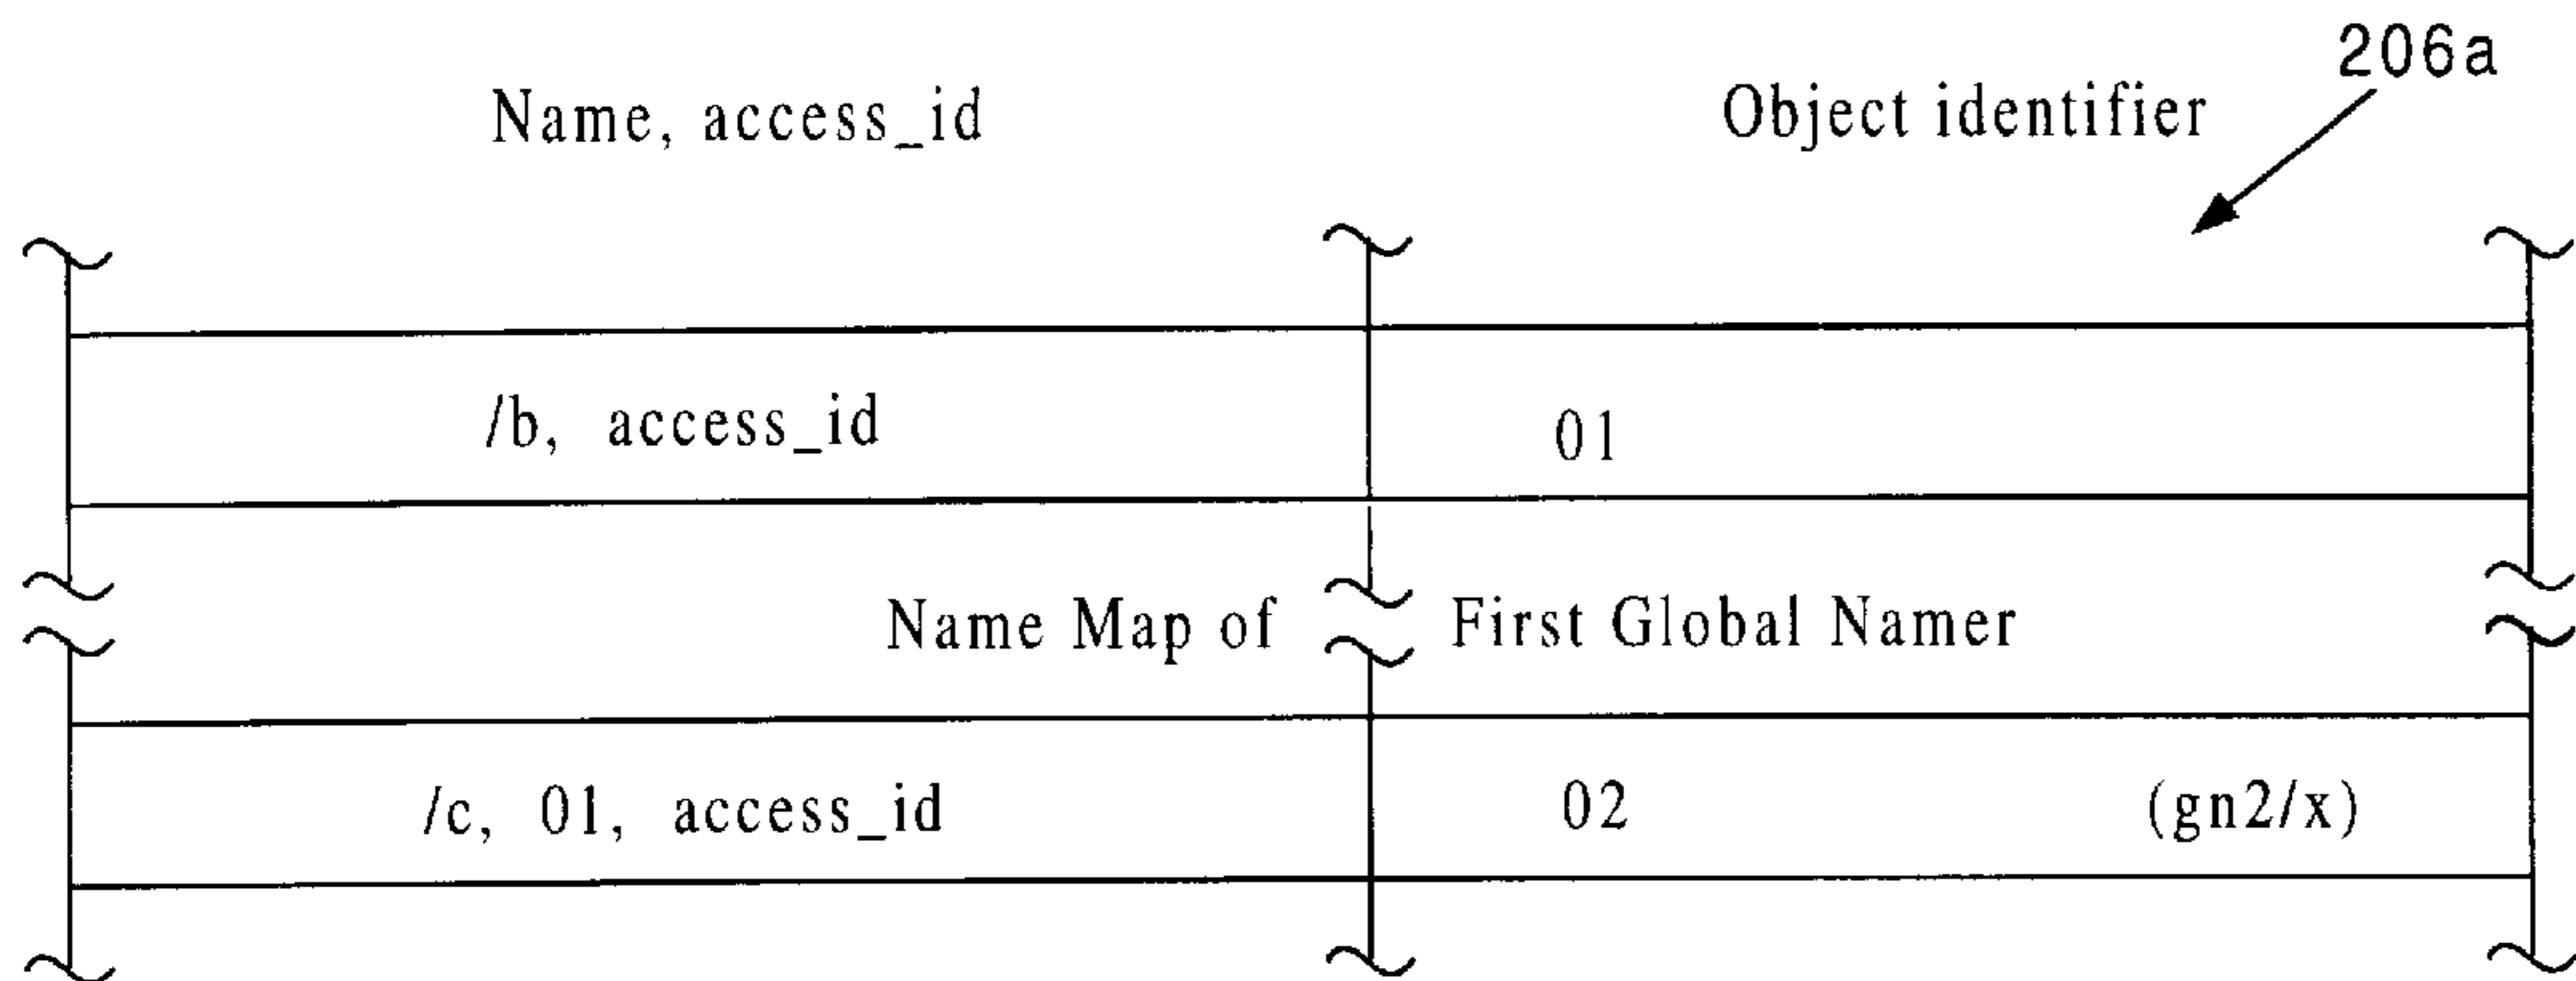 206a
Name, access_id Object identifier
/b, access_id 01
Name Map of First Global Namer
/c, 01, access_id 02 (gn2/x)